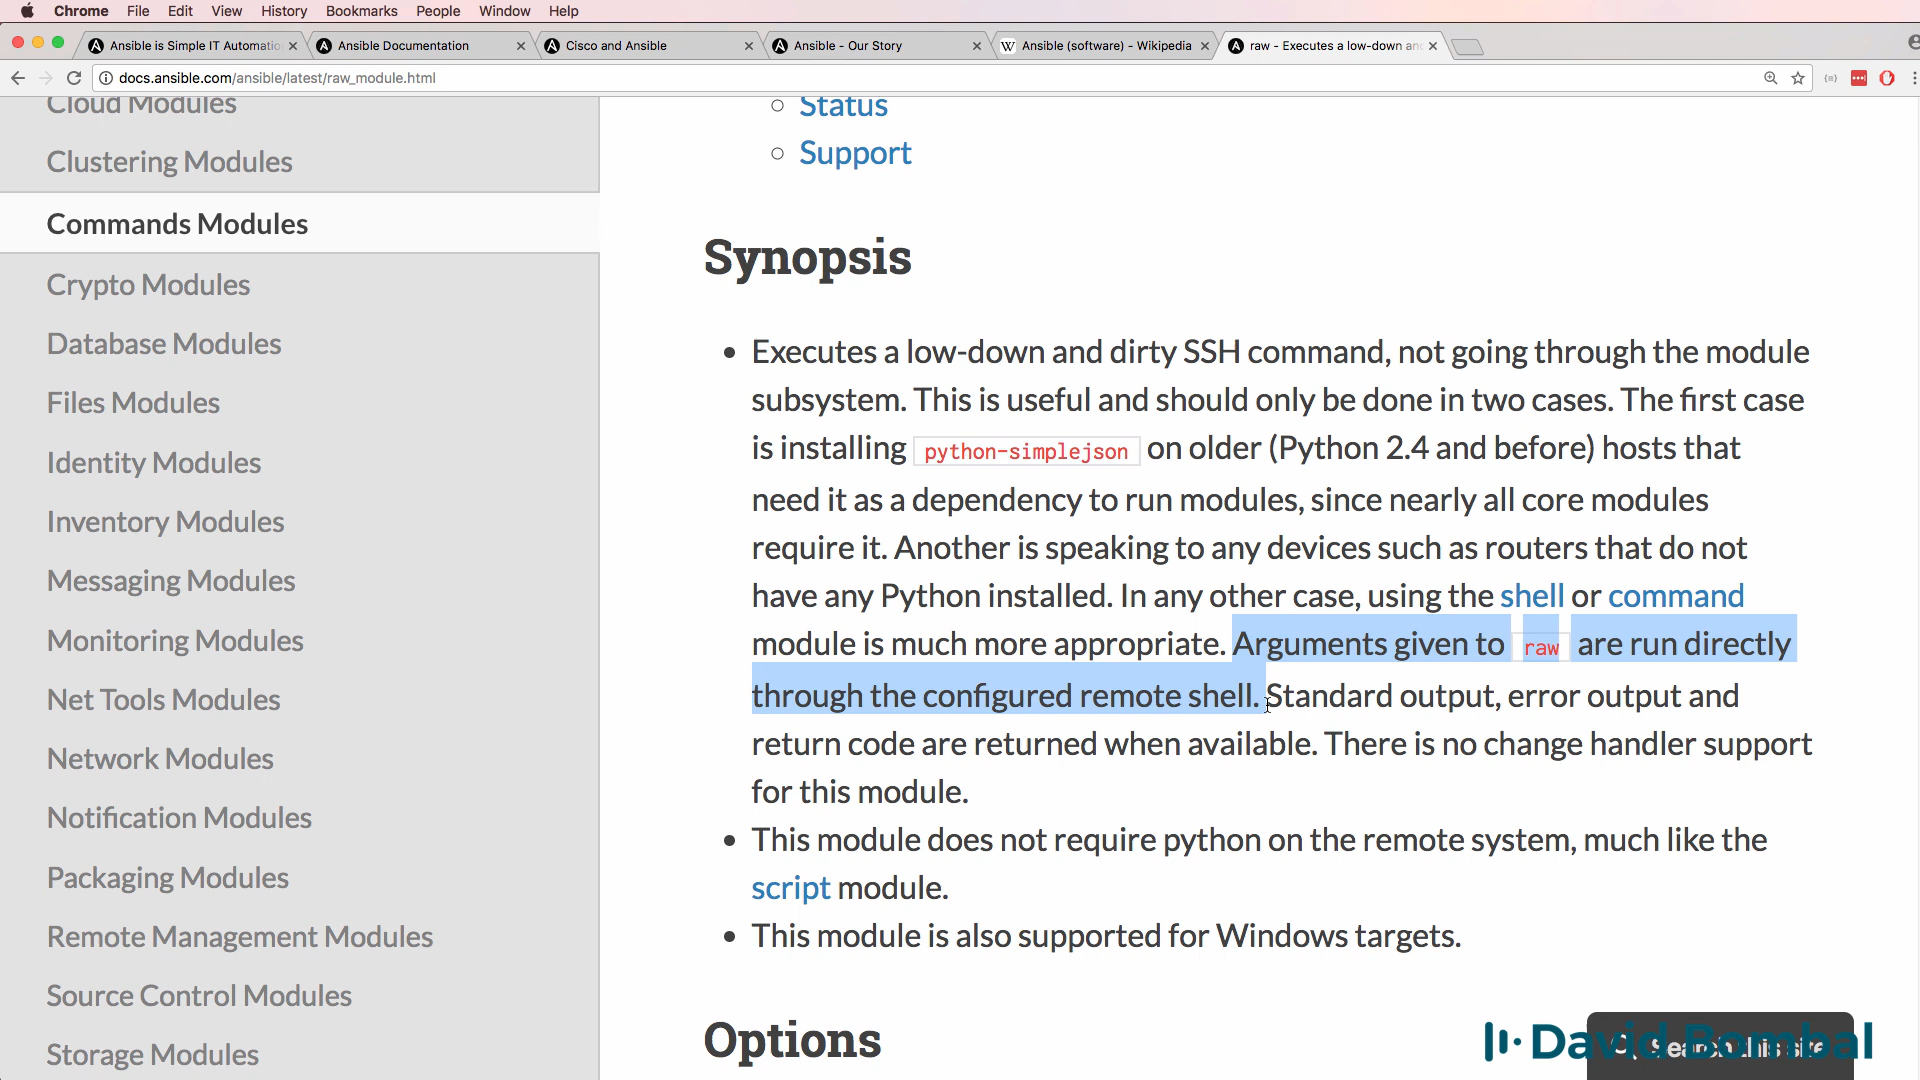 Chrome File Edit View History Bookmarks People Window Help
Ansible is Simple IT Automatio
Ansible Documentation
Cisco and Ansible
Ansible - Our Story
Ansible (software) - Wikipedia
raw - Executes a low-down an
docs.ansible.com/ansible/latest/raw_module.html
Cloud Modules
Clustering Modules
Commands Modules
Crypto Modules
Database Modules
Files Modules
Identity Modules
Inventory Modules
Messaging Modules
Monitoring Modules
Net Tools Modules
Network Modules
Notification Modules
Packaging Modules
Remote Management Modules
Source Control Modules
Storage Modules
Status
Support
Synopsis
Executes a low-down and dirty SSH command, not going through the module
subsystem. This is useful and should only be done in two cases. The first case
is installing python-simplejson on older (Python 2.4 and before) hosts that
need it as a dependency to run modules, since nearly all core modules
require it. Another is speaking to any devices such as routers that do not
have any Python installed. In any other case, using the shell or command
module is much more appropriate. Arguments given to raw are run directly
through the configured remote shell. Standard output, error output and
return code are returned when available. There is no change handler support
for this module.
This module does not require python on the remote system, much like the
script module.
This module is also supported for Windows targets.
Options
Search this site
David Bombal